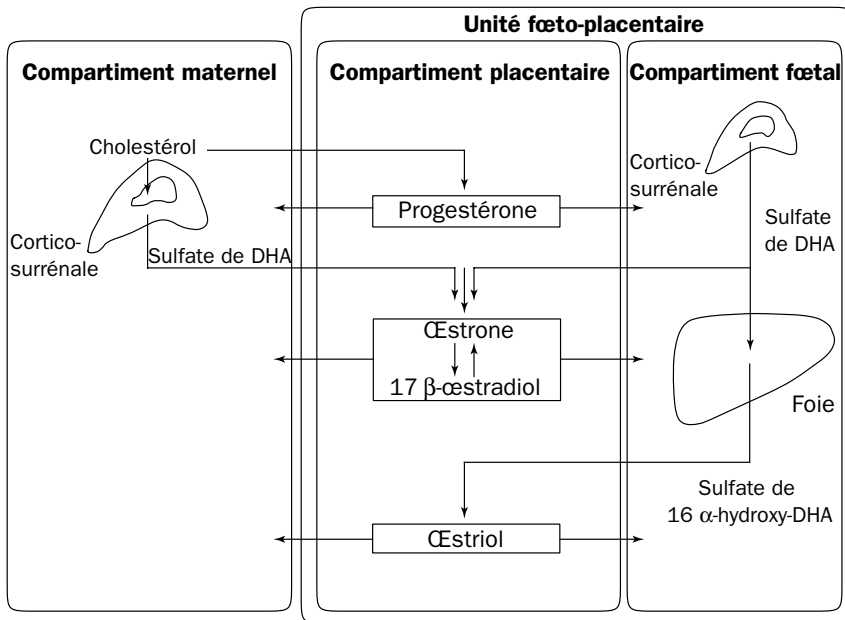 Unité fœto-placentaire
Compartiment maternel
Compartiment placentaire
Compartiment fœtal
Cholestérol
Cortico-
surrénale
Progestérone
Sulfate
de DHA
Cortico-
surrénale
Sulfate de DHA
Œstrone
17 β-œstradiol
Foie
Sulfate de
16 α-hydroxy-DHA
Œstriol